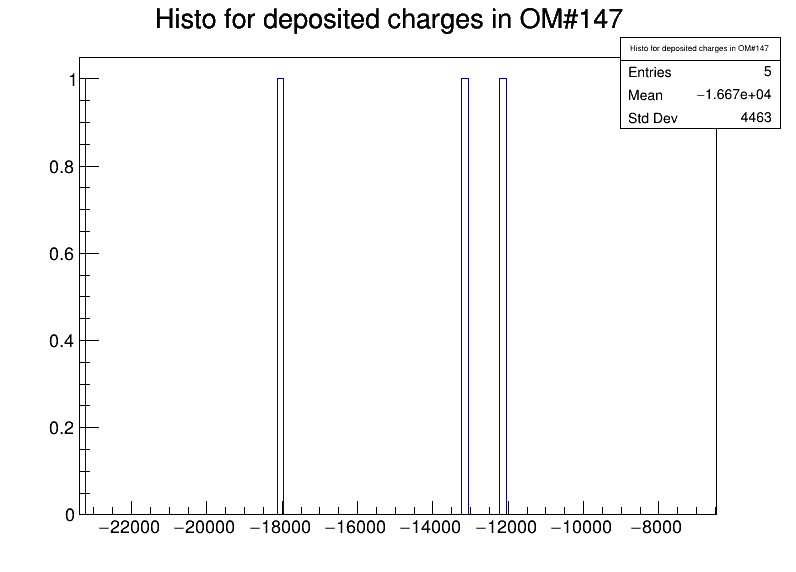 Histo for deposited charges in OM#147
Histo for deposited charges in OM#147
Entries 5
Mean −1.667e+04
Std Dev 4463
1
0.8
0.6
0.4
0.2
0
−22000 −20000 −18000 −16000 −14000 −12000 −10000 −8000